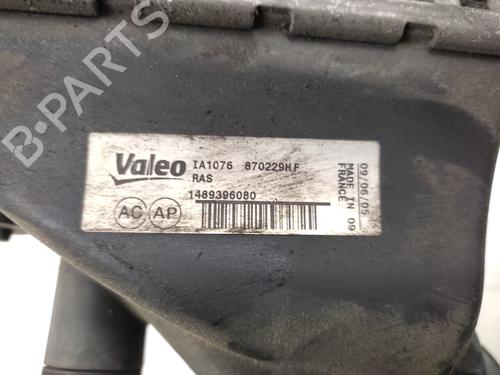 B-PARTS
Valeo
IA1076 870229H.F
RAS
1489396080
AC AP
09/06/05
MADE IN 09
FRANCE